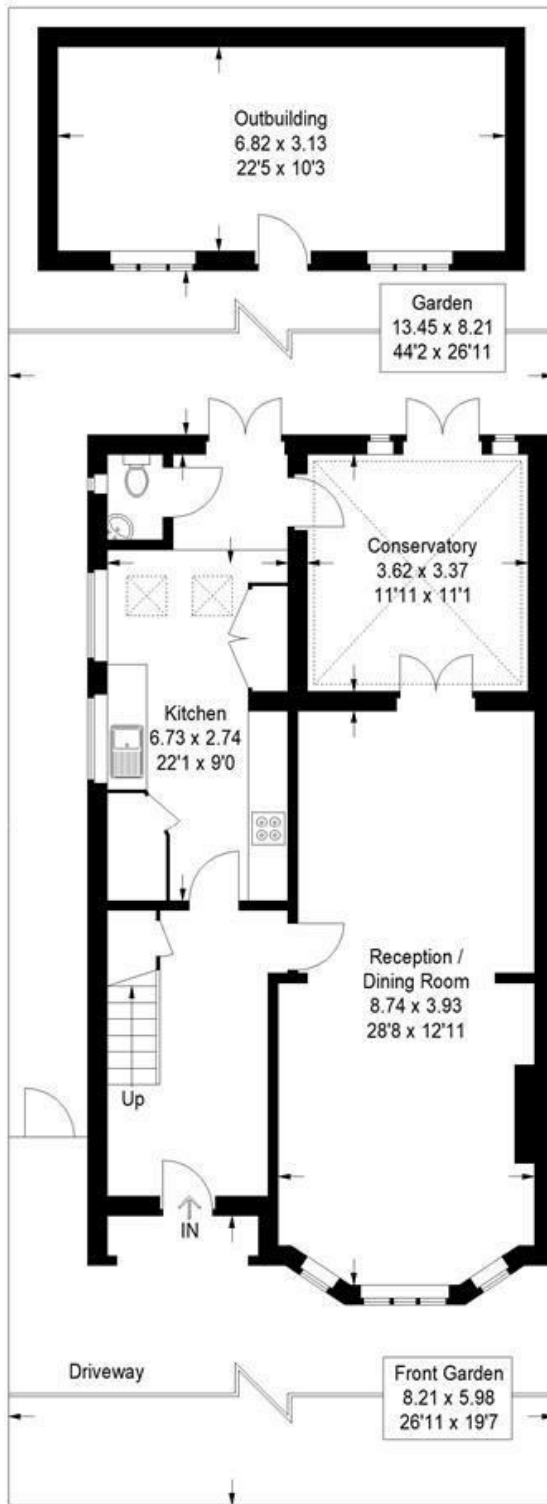 Outbuilding
6.82 x 3.13
22'5 x 10'3
Garden
13.45 x 8.21
44'2 x 26'11
Conservatory
3.62 x 3.37
11'11 x 11'1
Kitchen
6.73 x 2.74
22'1 x 9'0
Reception /
Dining Room
8.74 x 3.93
28'8 x 12'11
Up
IN
Driveway
Front Garden
8.21 x 5.98
26'11 x 19'7